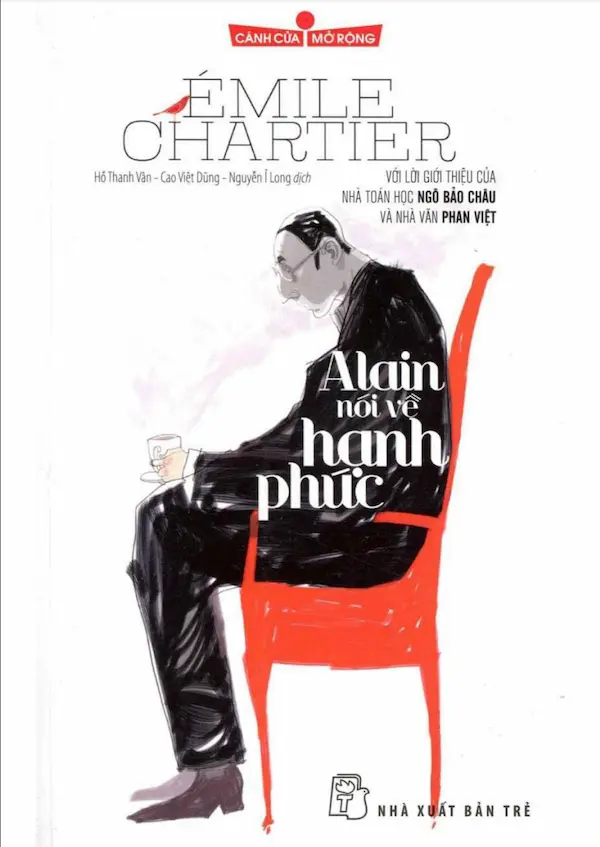 CÁNH CỬA MỞ RỘNG
ÉMILE
CHARTIER
Hồ Thanh Vân – Cao Việt Dũng – Nguyễn Í Long dịch
VỚI LỜI GIỚI THIỆU CỦA
NHÀ TOÁN HỌC NGÔ BẢO CHÂU
VÀ NHÀ VĂN PHAN VIỆT
Alain
nói về
hạnh
phúc
T
NHÀ XUẤT BẢN TRẺ